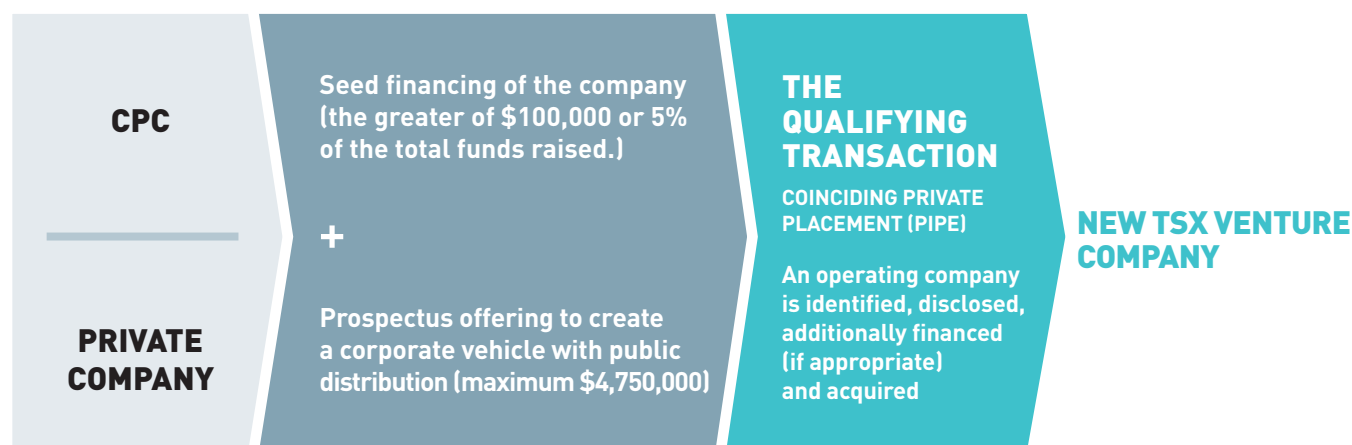 CPC
PRIVATE
COMPANY
Seed financing of the company
(the greater of $100,000 or 5%
of the total funds raised.)
+
Prospectus offering to create
a corporate vehicle with public
distribution (maximum $4,750,000)
THE
QUALIFYING
TRANSACTION
COINCIDING PRIVATE
PLACEMENT (PIPE)
An operating company
is identified, disclosed,
additionally financed
(if appropriate)
and acquired
NEW TSX VENTURE
COMPANY